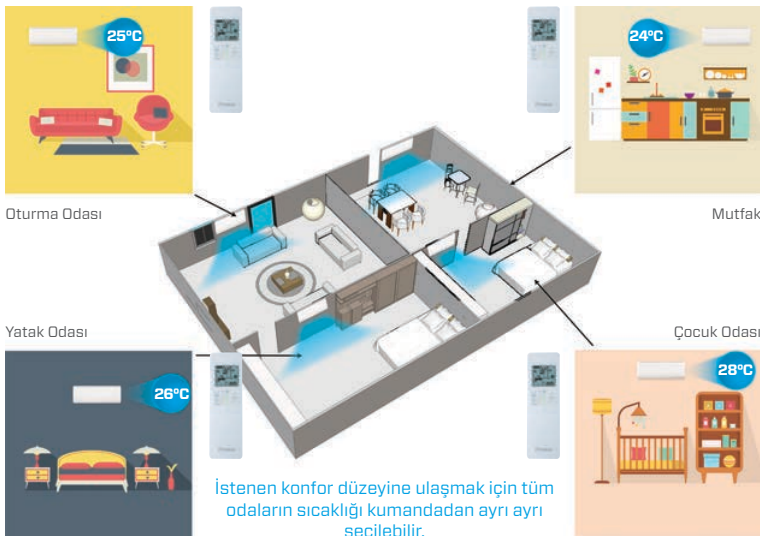 25°C
24°C
Oturma Odası
Mutfak
Yatak Odası
Çocuk Odası
26°C
28°C
İstenen konfor düzeyine ulaşmak için tüm
odaların sıcaklığı kumandadan ayrı ayrı
seçilebilir.